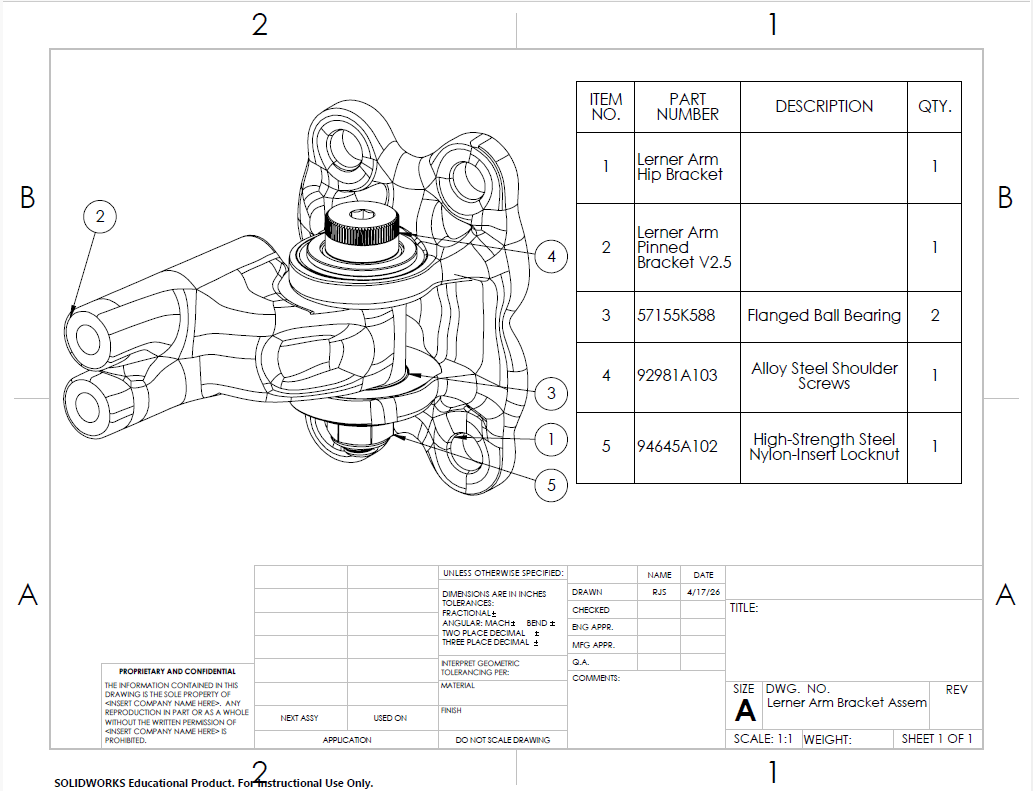 2
1
B
B
A
A
2
1
2
4
3
1
5
ITEM NO.
PART NUMBER
DESCRIPTION
QTY.
1
Lerner Arm
Hip Bracket
1
2
Lerner Arm
Pinned
Bracket V2.5
1
3
57155K588
Flanged Ball Bearing
2
4
92981A103
Alloy Steel Shoulder
Screws
1
5
94645A102
High-Strength Steel
Nylon-Insert Locknut
1
PROPRIETARY AND CONFIDENTIAL
THE INFORMATION CONTAINED IN THIS
DRAWING IS THE SOLE PROPERTY OF
<INSERT COMPANY NAME HERE>. ANY
REPRODUCTION IN PART OR AS A WHOLE
WITHOUT THE WRITTEN PERMISSION OF
<INSERT COMPANY NAME HERE> IS
PROHIBITED.
NEXT ASSY
USED ON
APPLICATION
UNLESS OTHERWISE SPECIFIED:
DIMENSIONS ARE IN INCHES
TOLERANCES:
FRACTIONAL±
ANGULAR: MACH± BEND ±
TWO PLACE DECIMAL ±
THREE PLACE DECIMAL ±
INTERPRET GEOMETRIC
TOLERANCING PER:
MATERIAL
FINISH
DO NOT SCALE DRAWING
NAME
DATE
DRAWN
RJS
4/17/26
CHECKED
ENG APPR.
MFG APPR.
Q.A.
COMMENTS:
TITLE:
SIZE
A
DWG. NO.
Lerner Arm Bracket Assem
REV
SCALE: 1:1
WEIGHT:
SHEET 1 OF 1
SOLIDWORKS Educational Product. For Instructional Use Only.